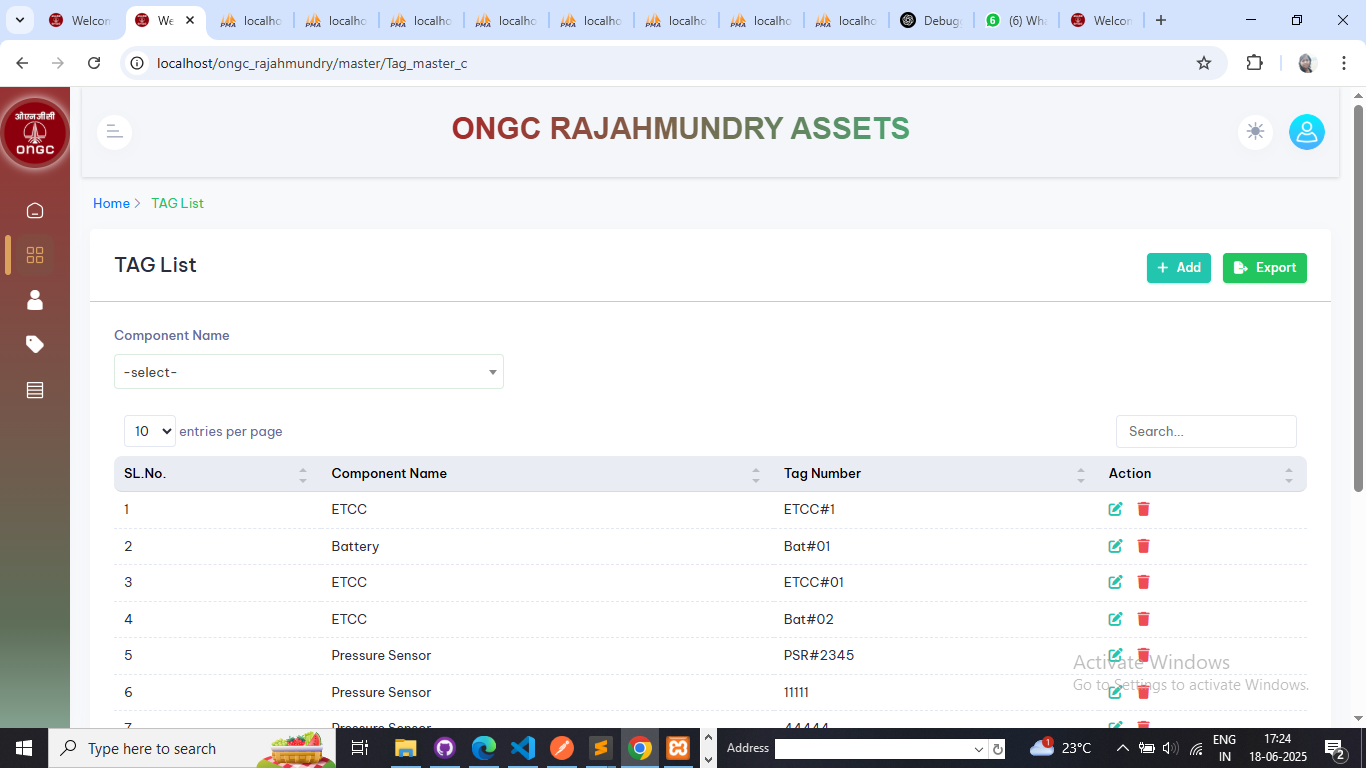 Welcon
We
localho
localho
localho
localho
localho
localho
localho
localho
Debug
(6) Wha
Welcon
localhost/ongc_rajahmundry/master/Tag_master_c
ओएनजीसी
ONGC
ONGC RAJAHMUNDRY ASSETS
Home > TAG List
TAG List
+ Add
Export
Component Name
-select-
10 entries per page
Search...
SL.No. Component Name Tag Number Action
1 ETCC ETCC#1
2 Battery Bat#01
3 ETCC ETCC#01
4 ETCC Bat#02
5 Pressure Sensor PSR#2345
6 Pressure Sensor 11111
7 Pressure Sensor 44444
Activate Windows
Go to Settings to activate Windows.
Type here to search
Address
1
23°C
ENG
IN
17:24
18-06-2025
2